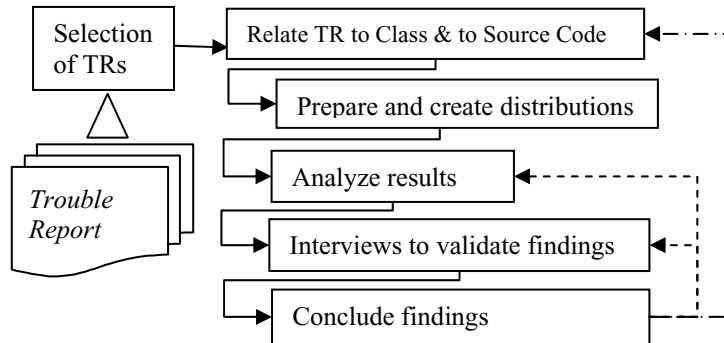 Selection
of TRs
Relate TR to Class & to Source Code
Prepare and create distributions
Analyze results
Trouble
Report
Interviews to validate findings
Conclude findings